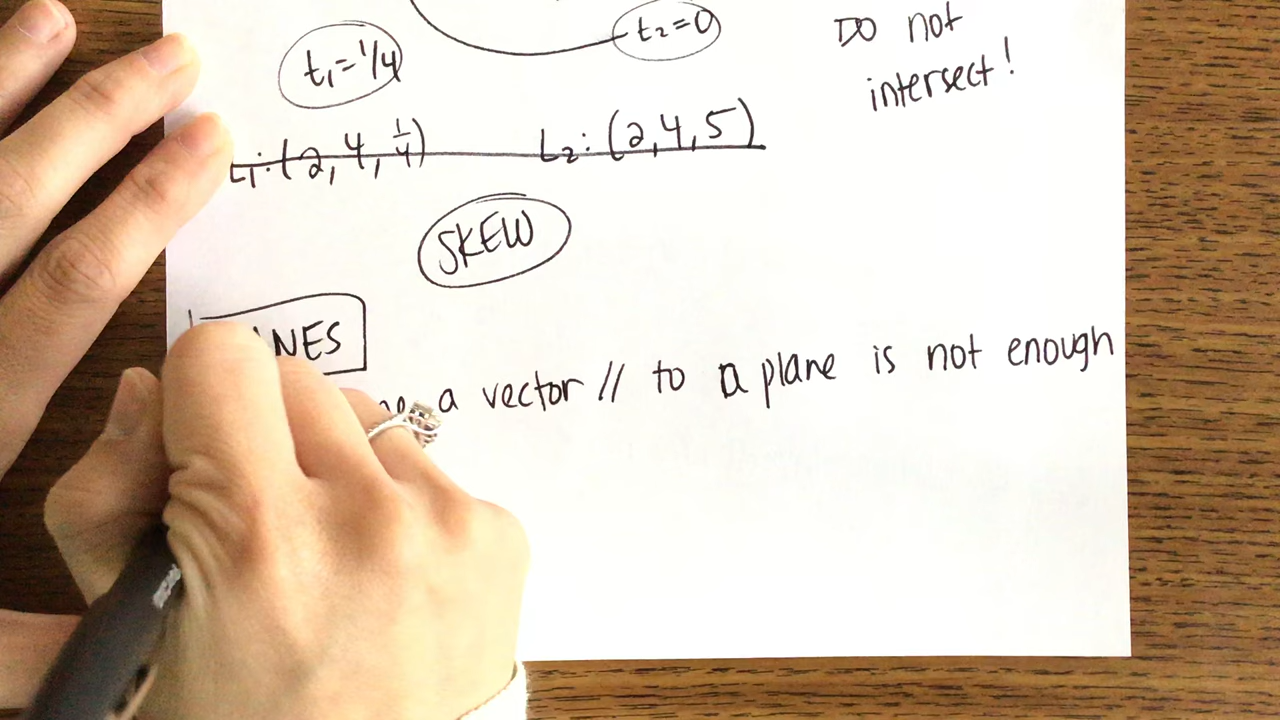 t₁=1/4 t₂=0 Do not
intersect!
L₁:(2,4,1/4) L₂:(2,4,5)
SKEW
a vector // to a plane is not enough